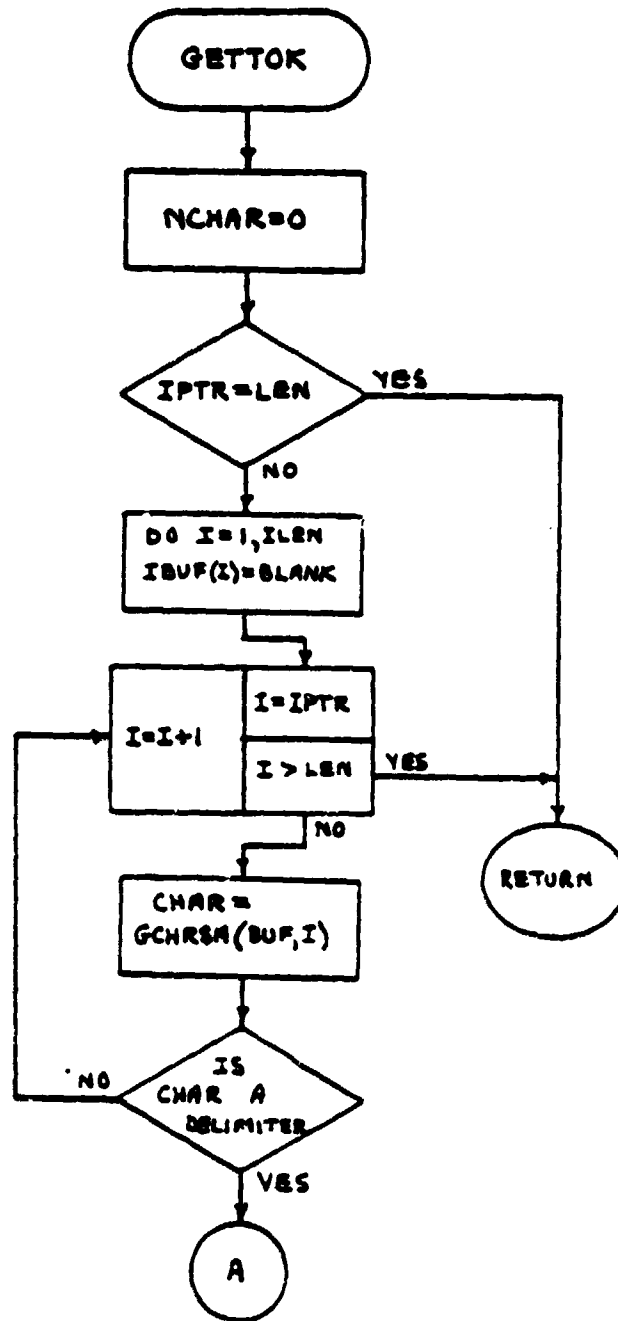 GETTOK
NCHAR=0
IPTR=LEN
YES
NO
DO I=1,ILEN
IBUF(I)=BLANK
I=IPTR
I=I+1
I > LEN
YES
NO
RETURN
CHAR=
GCHR$A(BUF,I)
IS
CHAR A
DELIMITER
NO
YES
A